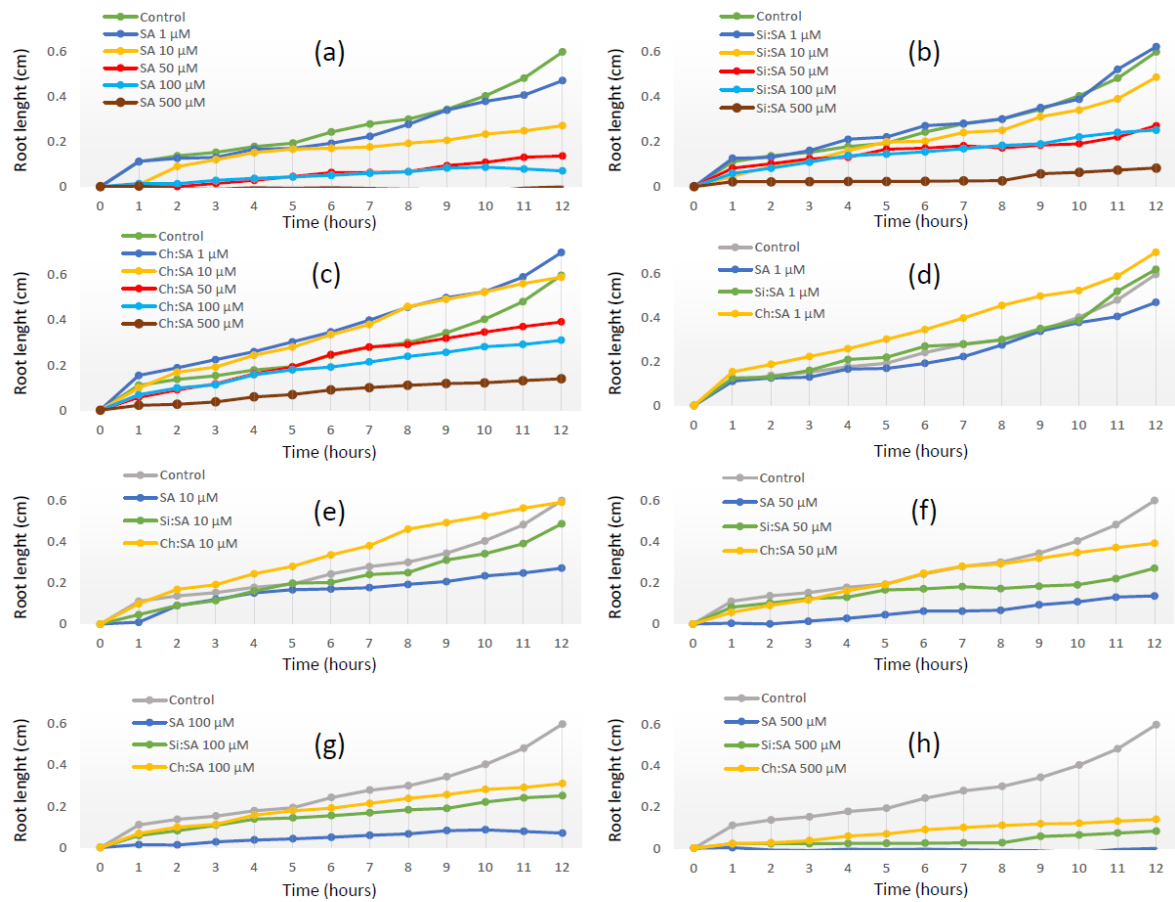 Control
SA 1 µM
SA 10 µM
SA 50 µM
SA 100 µM
SA 500 µM
(a)
Root lenght (cm)
0.6
0.4
0.2
0
0 1 2 3 4 5 6 7 8 9 10 11 12
Time (hours)
Control
Si:SA 1 µM
Si:SA 10 µM
Si:SA 50 µM
Si:SA 100 µM
Si:SA 500 µM
(b)
Root lenght (cm)
0.6
0.4
0.2
0
0 1 2 3 4 5 6 7 8 9 10 11 12
Time (hours)
Control
Ch:SA 1 µM
Ch:SA 10 µM
Ch:SA 50 µM
Ch:SA 100 µM
Ch:SA 500 µM
(c)
Root lenght (cm)
0.6
0.4
0.2
0
0 1 2 3 4 5 6 7 8 9 10 11 12
Time (hours)
Control
SA 1 µM
Si:SA 1 µM
Ch:SA 1 µM
(d)
Root lenght (cm)
0.6
0.4
0.2
0
0 1 2 3 4 5 6 7 8 9 10 11 12
Time (hours)
Control
SA 10 µM
Si:SA 10 µM
Ch:SA 10 µM
(e)
Root lenght (cm)
0.6
0.4
0.2
0
0 1 2 3 4 5 6 7 8 9 10 11 12
Time (hours)
Control
SA 50 µM
Si:SA 50 µM
Ch:SA 50 µM
(f)
Root lenght (cm)
0.6
0.4
0.2
0
0 1 2 3 4 5 6 7 8 9 10 11 12
Time (hours)
Control
SA 100 µM
Si:SA 100 µM
Ch:SA 100 µM
(g)
Root lenght (cm)
0.6
0.4
0.2
0
0 1 2 3 4 5 6 7 8 9 10 11 12
Time (hours)
Control
SA 500 µM
Si:SA 500 µM
Ch:SA 500 µM
(h)
Root lenght (cm)
0.6
0.4
0.2
0
0 1 2 3 4 5 6 7 8 9 10 11 12
Time (hours)